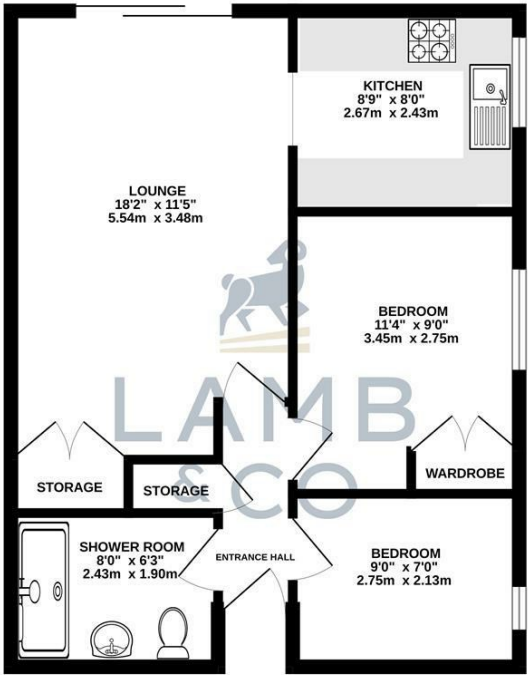 KITCHEN
8'9" x 8'0"
2.67m x 2.43m
LOUNGE
18'2" x 11'5"
5.54m x 3.48m
BEDROOM
11'4" x 9'0"
3.45m x 2.75m
LAMB
& CO
WARDROBE
STORAGE
STORAGE
SHOWER ROOM
8'0" x 6'3"
2.43m x 1.90m
ENTRANCE HALL
BEDROOM
9'0" x 7'0"
2.75m x 2.13m